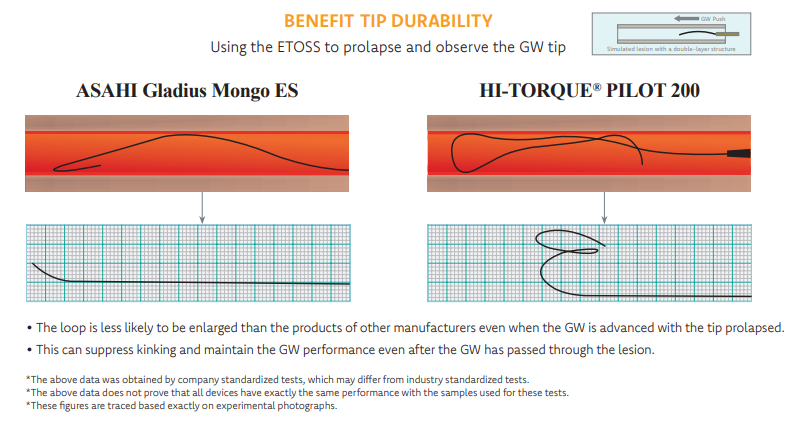 BENEFIT TIP DURABILITY
Using the ETOSS to prolapse and observe the GW tip
GW Push
Simulated lesion with a double-layer structure
ASAHI Gladius Mongo ES
HI-TORQUE® PILOT 200
• The loop is less likely to be enlarged than the products of other manufacturers even when the GW is advanced with the tip prolapsed.
• This can suppress kinking and maintain the GW performance even after the GW has passed through the lesion.
*The above data was obtained by company standardized tests, which may differ from industry standardized tests.
*The above data does not prove that all devices have exactly the same performance with the samples used for these tests.
*These figures are traced based exactly on experimental photographs.